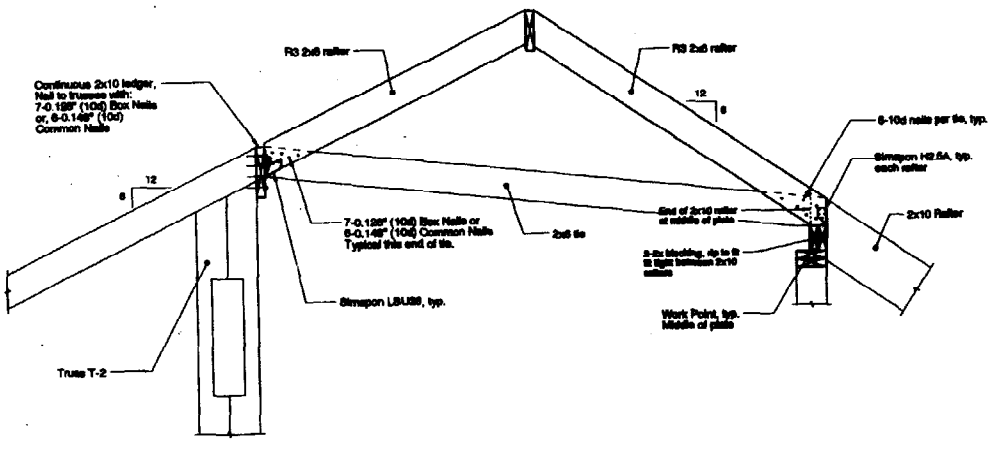 R3 2x6 rafter
R3 2x6 rafter
Continuous 2x10 ledger,
Nail to trusses with:
7-0.128" (10d) Box Nails
or, 6-0.148" (10d)
Common Nails
12
6
12
6
6-10d nails per tie, typ.
Simspon H2.5A, typ.
each rafter
End of 2x10 rafter
at middle of plate
2x10 Rafter
7-0.128" (10d) Box Nails or
6-0.148" (10d) Common Nails
Typical this end of tie.
2x6 tie
2-2x blocking, rip to fit
fit tight between 2x10
rafters
Simspon LSU26, typ.
Work Point, typ.
Middle of plate
Truss T-2